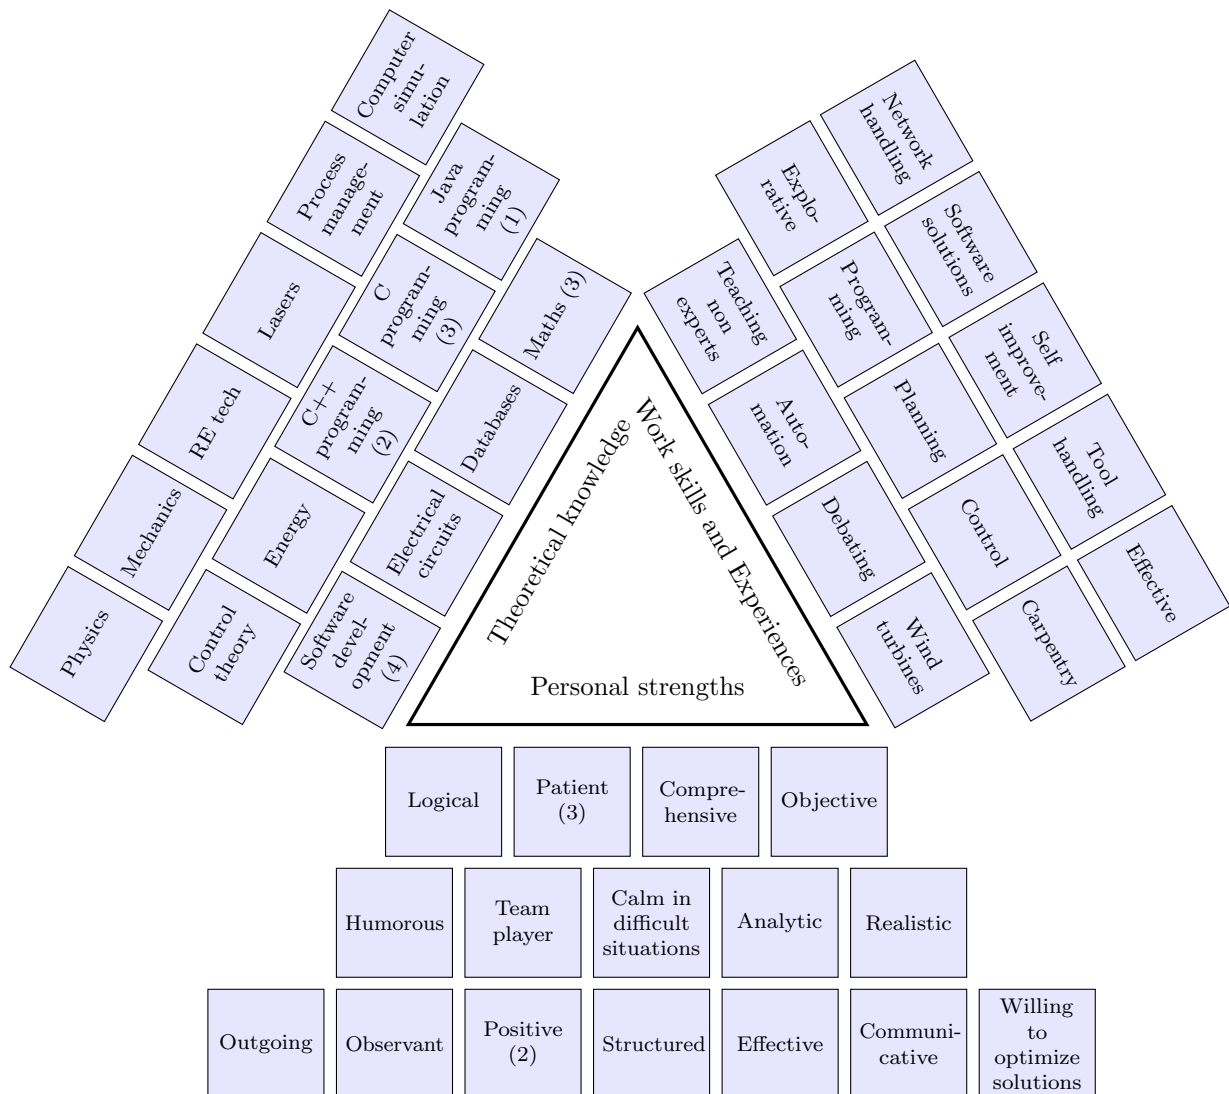 Computer
simu-
lation
Process
manage-
ment
Java
program-
ming
(1)
Lasers
C
program-
ming
(3)
Maths (3)
RE tech
C++
program-
ming
(2)
Databases
Mechanics
Energy
Electrical
circuits
Physics
Control
theory
Software
devel-
opment
(4)
Network
handling
Explo-
rative
Software
solutions
Teaching
non
experts
Program-
ming
Self
improve-
ment
Auto-
mation
Planning
Tool
handling
Debating
Control
Effective
Wind
turbines
Carpentry
Theoretical knowledge
Work skills and Experiences
Personal strengths
Logical
Patient
(3)
Compre-
hensive
Objective
Humorous
Team
player
Calm in
difficult
situations
Analytic
Realistic
Outgoing
Observant
Positive
(2)
Structured
Effective
Communi-
cative
Willing
to
optimize
solutions